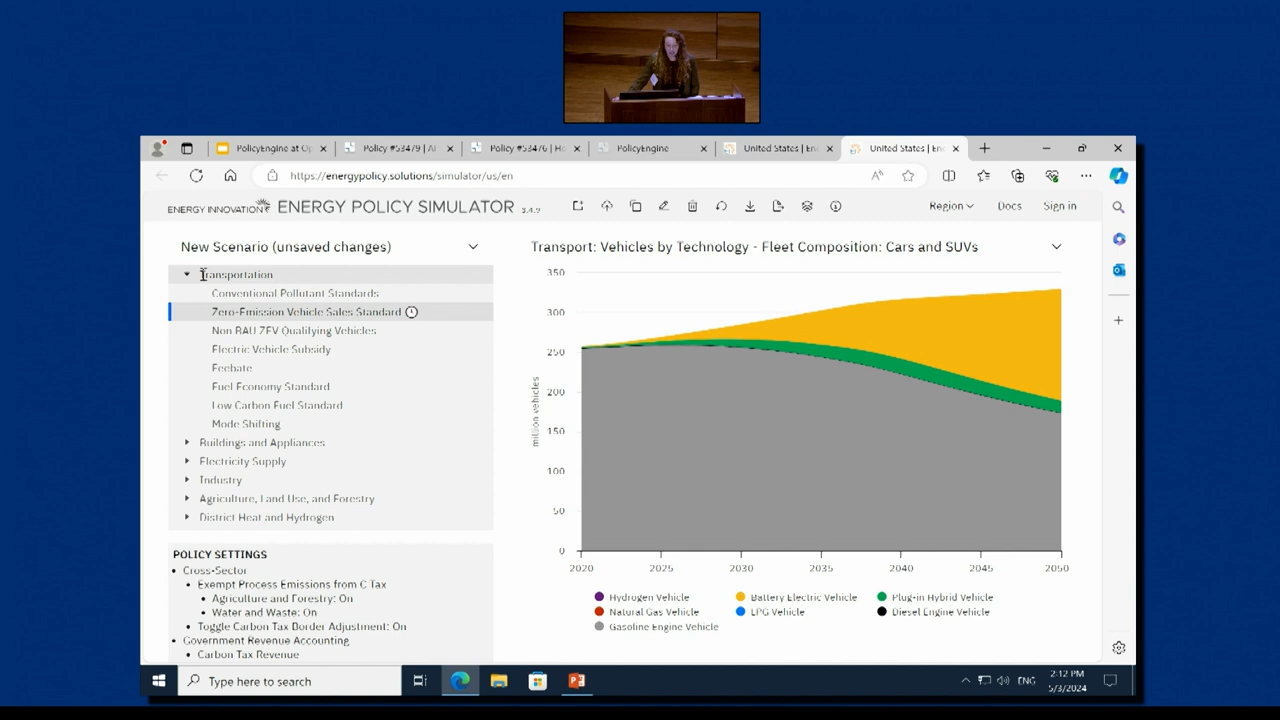 PolicyEngine at Op
Policy #53479 | Al
Policy #53476 | Ho
PolicyEngine
United States | En
United States | En
https://energypolicy.solutions/simulator/us/en
ENERGY INNOVATION ENERGY POLICY SIMULATOR 3.4.9
Region Docs Sign in
New Scenario (unsaved changes)
Transportation
Conventional Pollutant Standards
Zero-Emission Vehicle Sales Standard
Non BAU ZEV Qualifying Vehicles
Electric Vehicle Subsidy
Feebate
Fuel Economy Standard
Low Carbon Fuel Standard
Mode Shifting
Buildings and Appliances
Electricity Supply
Industry
Agriculture, Land Use, and Forestry
District Heat and Hydrogen
POLICY SETTINGS
• Cross-Sector
• Exempt Process Emissions from C Tax
• Agriculture and Forestry: On
• Water and Waste: On
• Toggle Carbon Tax Border Adjustment: On
• Government Revenue Accounting
• Carbon Tax Revenue
Transport: Vehicles by Technology - Fleet Composition: Cars and SUVs
350
300
250
200
150
100
50
0
million vehicles
2020 2025 2030 2035 2040 2045 2050
Hydrogen Vehicle Battery Electric Vehicle Plug-in Hybrid Vehicle
Natural Gas Vehicle LPG Vehicle Diesel Engine Vehicle
Gasoline Engine Vehicle
Type here to search
ENG
2:12 PM
5/3/2024